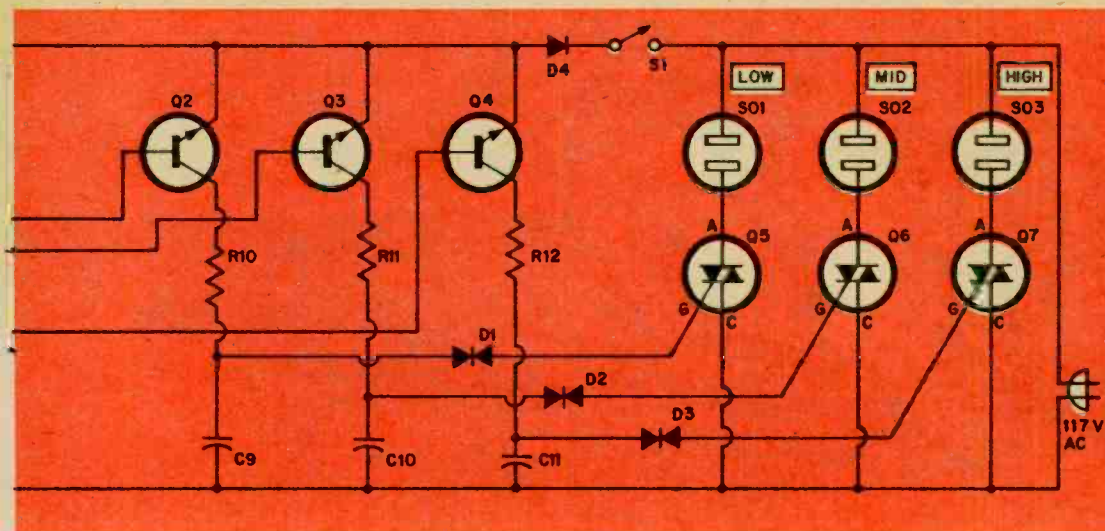 D4
S1
LOW
MID
HIGH
Q2
Q3
Q4
SO1
SO2
SO3
A
Q5
A
Q6
A
Q7
R10
R11
R12
G
C
G
C
G
C
D1
D2
D3
117 V
AC
C9
C10
C11